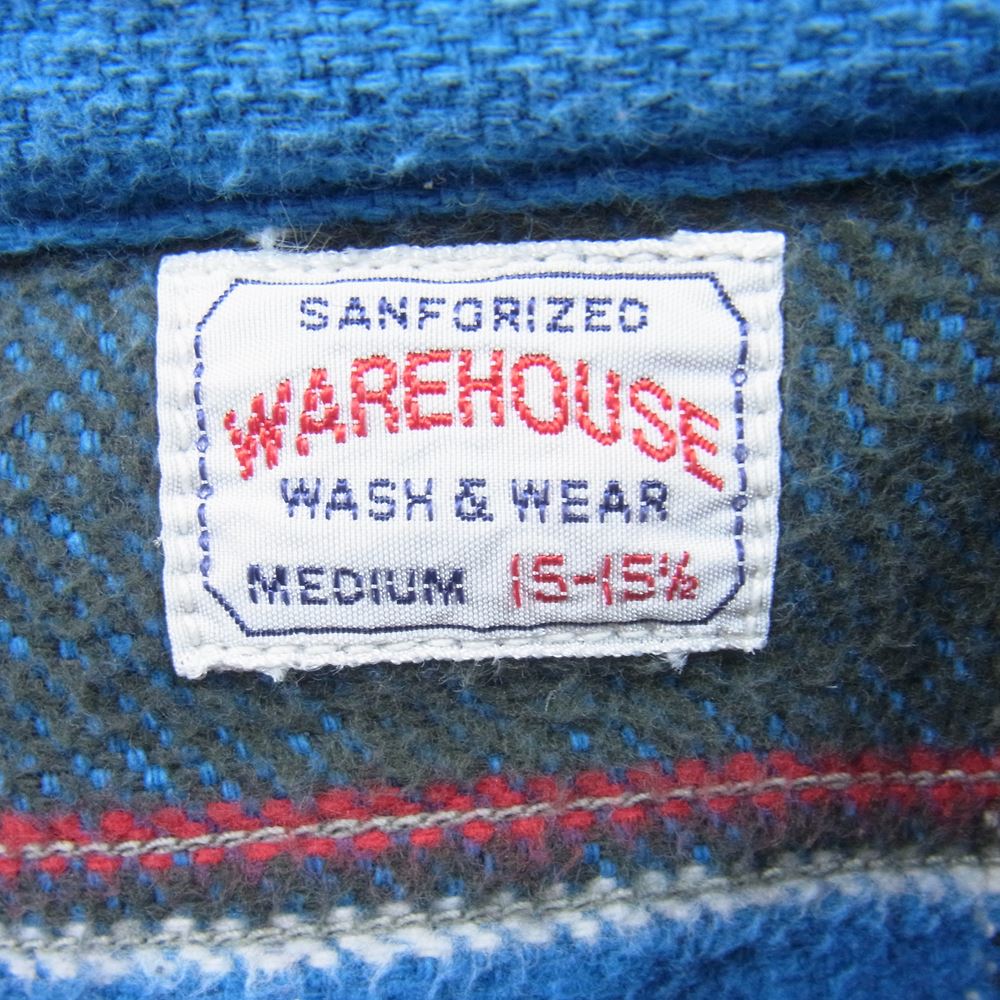 SANFORIZED
WAREHOUSE
WASH & WEAR
MEDIUM 15-15½